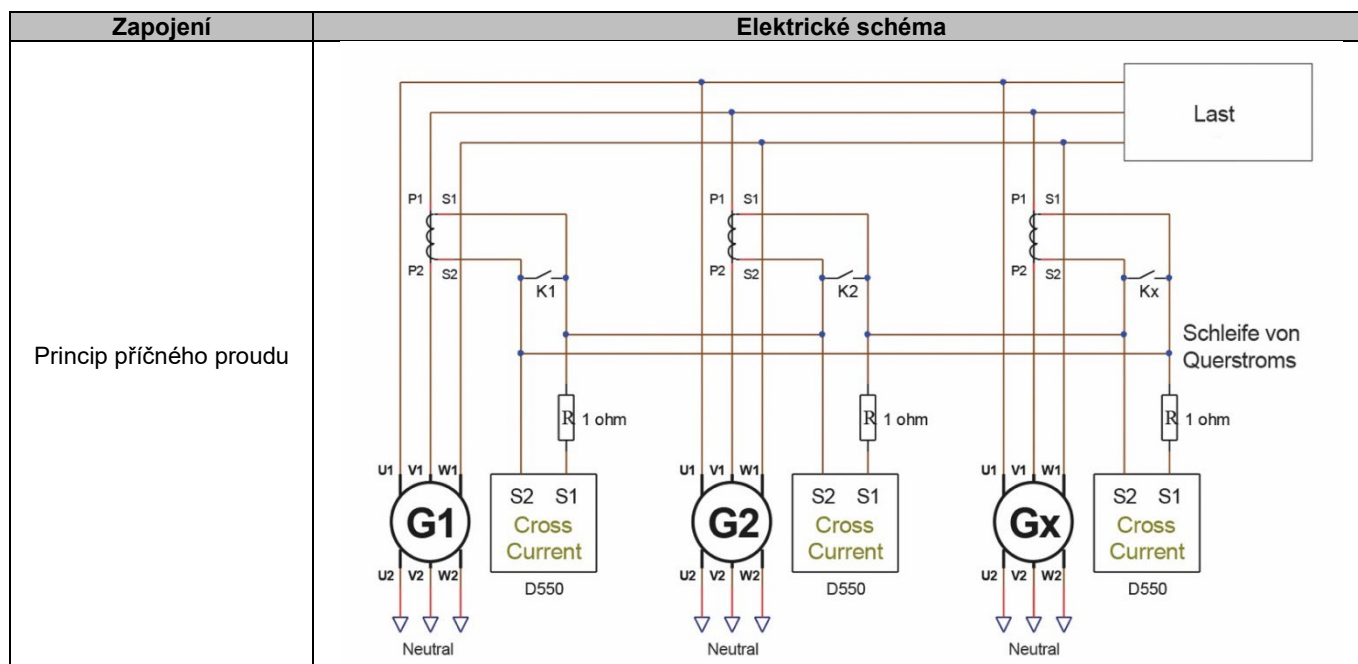 Zapojení
Elektrické schéma
Princip příčného proudu
Last
P1 S1
P2 S2
K1
P1 S1
P2 S2
K2
P1 S1
P2 S2
Kx
Schleife von
Querstroms
R 1 ohm
R 1 ohm
R 1 ohm
U1 V1 W1
G1
U2 V2 W2
Neutral
S2 S1
Cross
Current
D550
U1 V1 W1
G2
U2 V2 W2
Neutral
S2 S1
Cross
Current
D550
U1 V1 W1
Gx
U2 V2 W2
Neutral
S2 S1
Cross
Current
D550